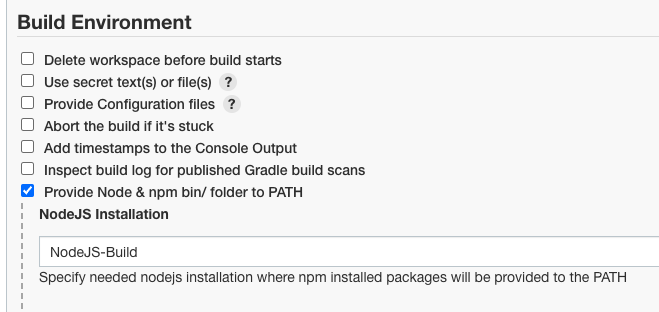 Build Environment
Delete workspace before build starts
Use secret text(s) or file(s) ?
Provide Configuration files ?
Abort the build if it's stuck
Add timestamps to the Console Output
Inspect build log for published Gradle build scans
Provide Node & npm bin/ folder to PATH
NodeJS Installation
NodeJS-Build
Specify needed nodejs installation where npm installed packages will be provided to the PATH